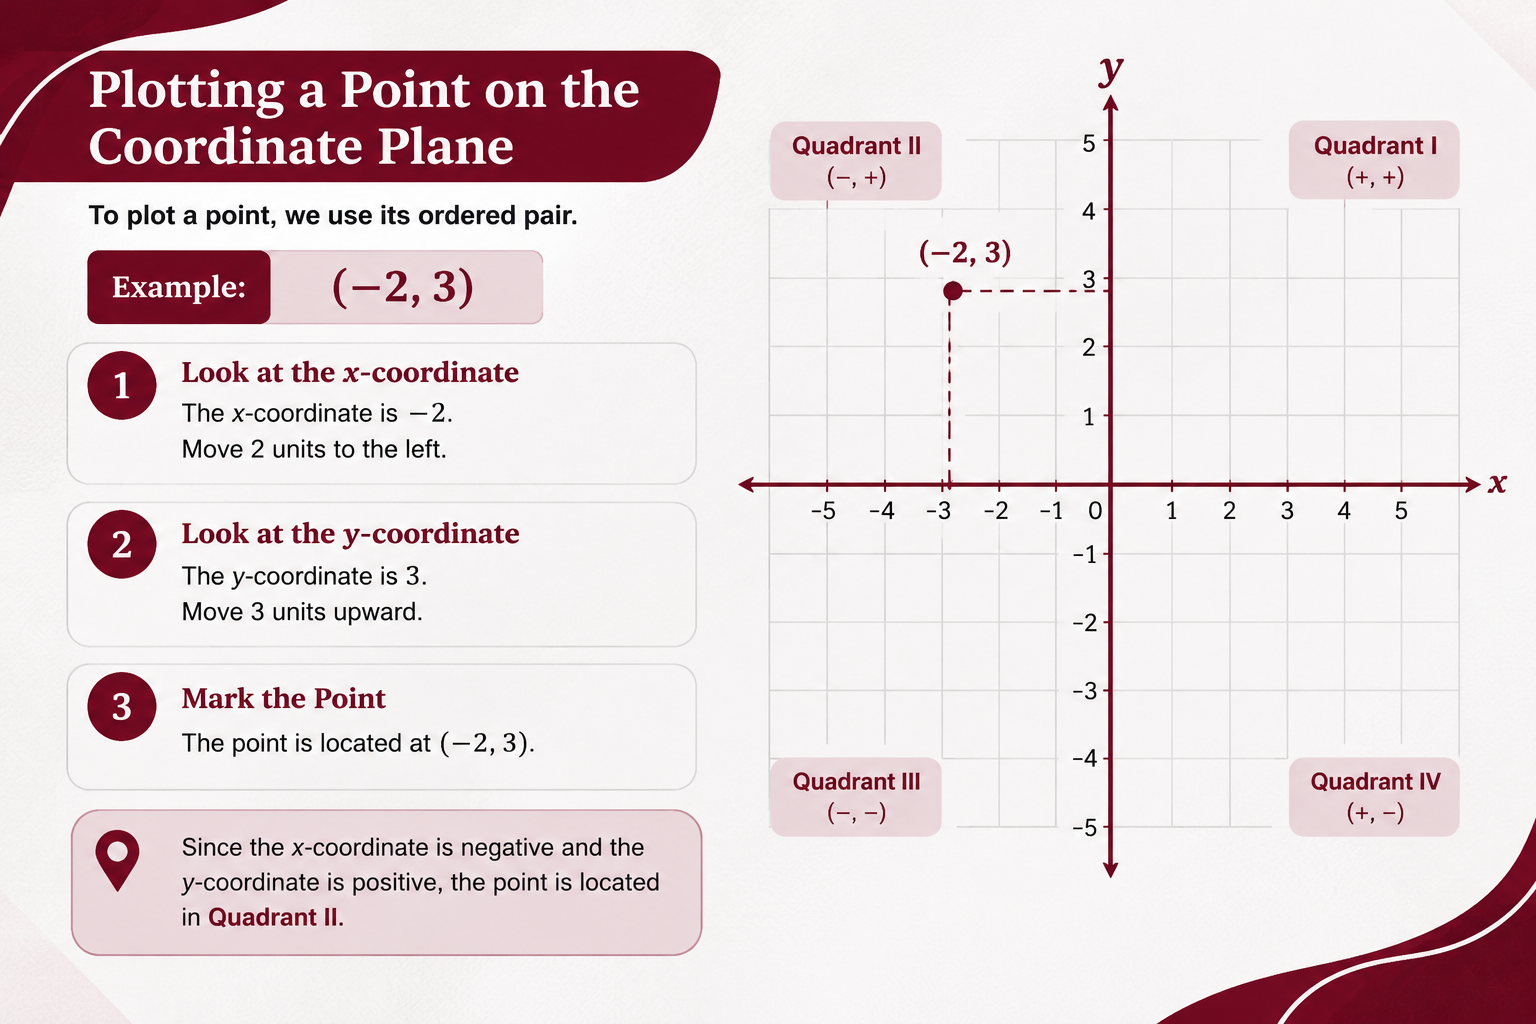 Plotting a Point on the
Coordinate Plane
To plot a point, we use its ordered pair.
Example:
(−2, 3)
1
Look at the x-coordinate
The x-coordinate is −2.
Move 2 units to the left.
2
Look at the y-coordinate
The y-coordinate is 3.
Move 3 units upward.
3
Mark the Point
The point is located at (−2, 3).
Since the x-coordinate is negative and the
y-coordinate is positive, the point is located
in Quadrant II.
y
Quadrant II
(−, +)
Quadrant I
(+, +)
5
4
(−2, 3)
3
2
1
x
−5 −4 −3 −2 −1 0 1 2 3 4 5
−1
−2
−3
−4
Quadrant III
(−, −)
Quadrant IV
(+, −)
−5